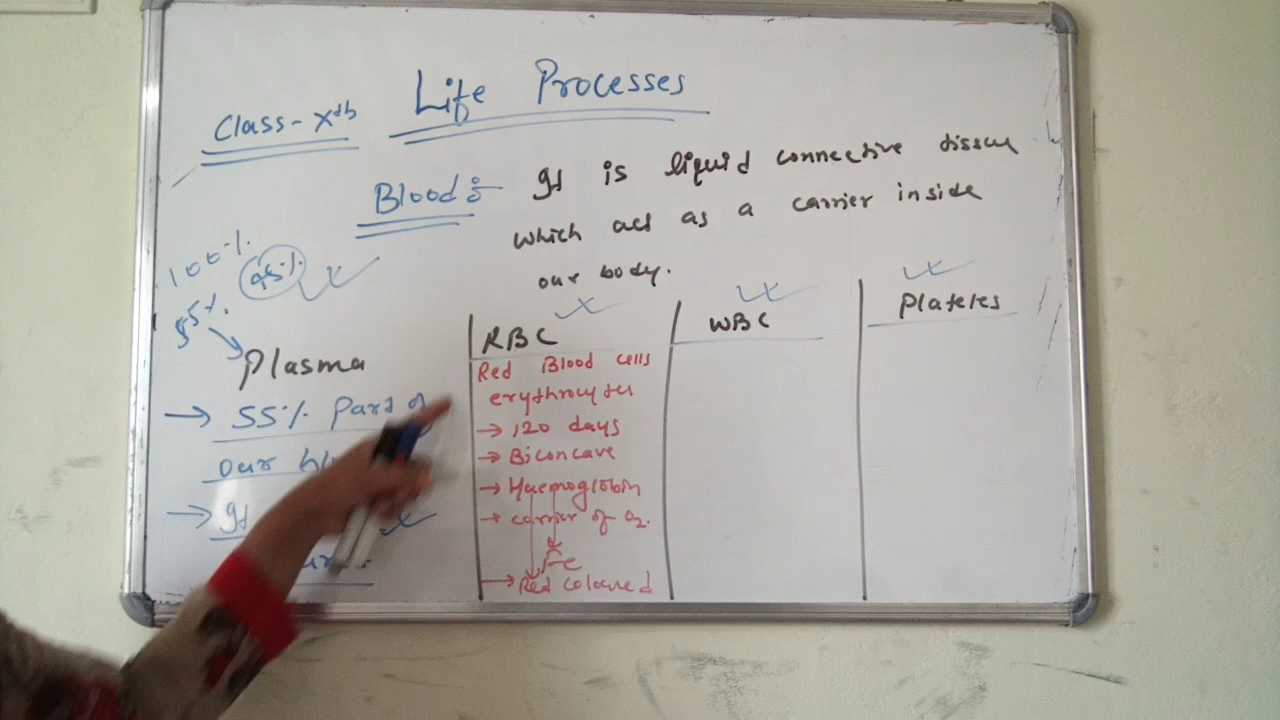 Class - Xth
Life Processes
Blood :- It is liquid connective tissue
which act as a carrier inside
our body.
100%
45%
55%
Plasma
→ 55% Part of
our
→ It
RBC
Red Blood cells
erythrocytes
→ 120 days
→ Biconcave
→ Haemoglobin
→ carrier of O2.
Fe
→ Red coloured
WBC
Plateles